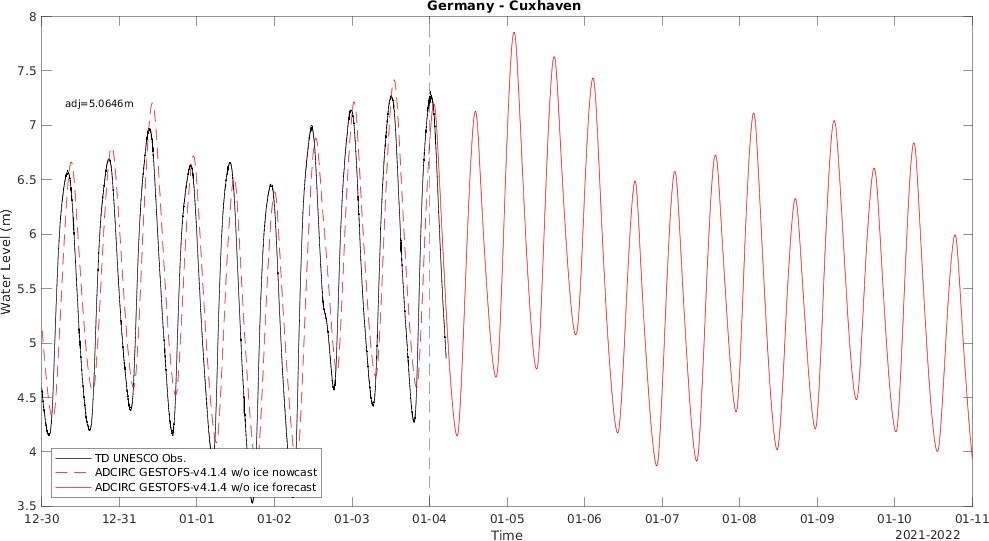 Germany - Cuxhaven
8
7.5
7
6.5
6
5.5
5
4.5
4
3.5
Water Level (m)
adj=5.0646m
TD UNESCO Obs.
ADCIRC GESTOFS-v4.1.4 w/o ice nowcast
ADCIRC GESTOFS-v4.1.4 w/o ice forecast
12-30 12-31 01-01 01-02 01-03 01-04 01-05 01-06 01-07 01-08 01-09 01-10 01-11
Time
2021-2022